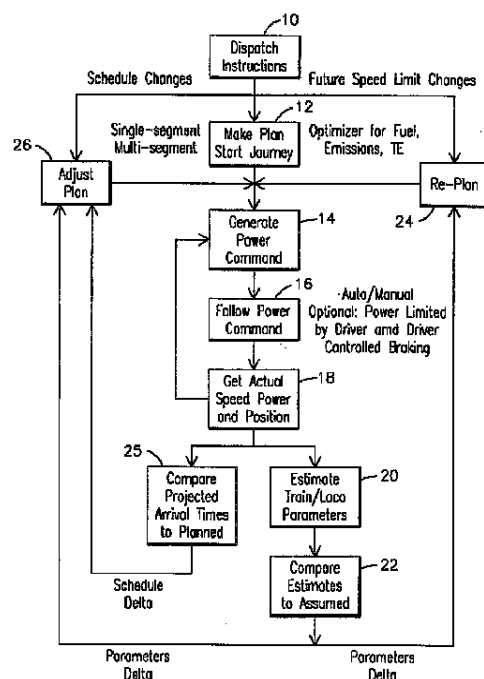 10
Dispatch
Instructions
Schedule Changes
Future Speed Limit Changes
12
Single-segment
Multi-segment
Make Plan
Start Journey
Optimizer for Fuel,
Emissions, TE
26
Adjust
Plan
Re-Plan
24
14
Generate
Power
Command
16
Follow Power
Command
Auto/Manual
Optional: Power Limited
by Driver amd Driver
Controlled Braking
18
Get Actual
Speed Power
and Position
25
Compare
Projected
Arrival Times
to Planned
20
Estimate
Train/Loco
Parameters
22
Compare
Estimates
to Assumed
Schedule
Delta
Parameters
Delta
Parameters
Delta